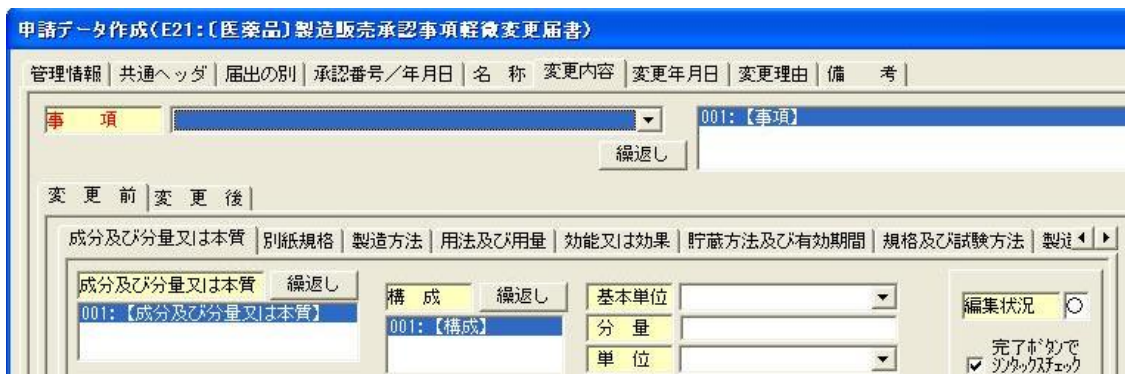 申請データ作成(E21:〔医薬品〕製造販売承認事項軽微変更届書)
管理情報 共通ヘッダ 届出の別 承認番号/年月日 名 称 変更内容 変更年月日 変更理由 備 考
事 項 001:【事項】
繰返し
変 更 前 変 更 後
成分及び分量又は本質 別紙規格 製造方法 用法及び用量 効能又は効果 貯蔵方法及び有効期間 規格及び試験方法
成分及び分量又は本質 繰返し 構 成 繰返し 基本単位 編集状況 ○
001:【成分及び分量又は本質】 001:【構成】 分 量
単 位 完了ボタンで
シンタックスチェック